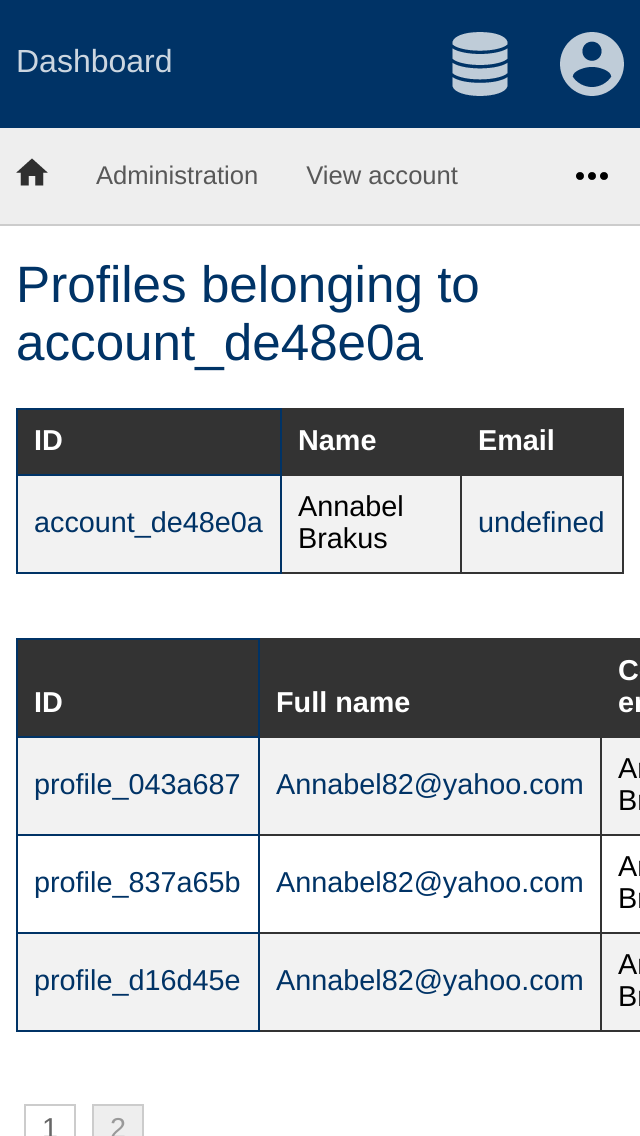 Dashboard
Administration View account
Profiles belonging to
account_de48e0a
ID Name Email
account_de48e0a Annabel Brakus undefined
ID Full name
profile_043a687 Annabel82@yahoo.com
profile_837a65b Annabel82@yahoo.com
profile_d16d45e Annabel82@yahoo.com
1 2